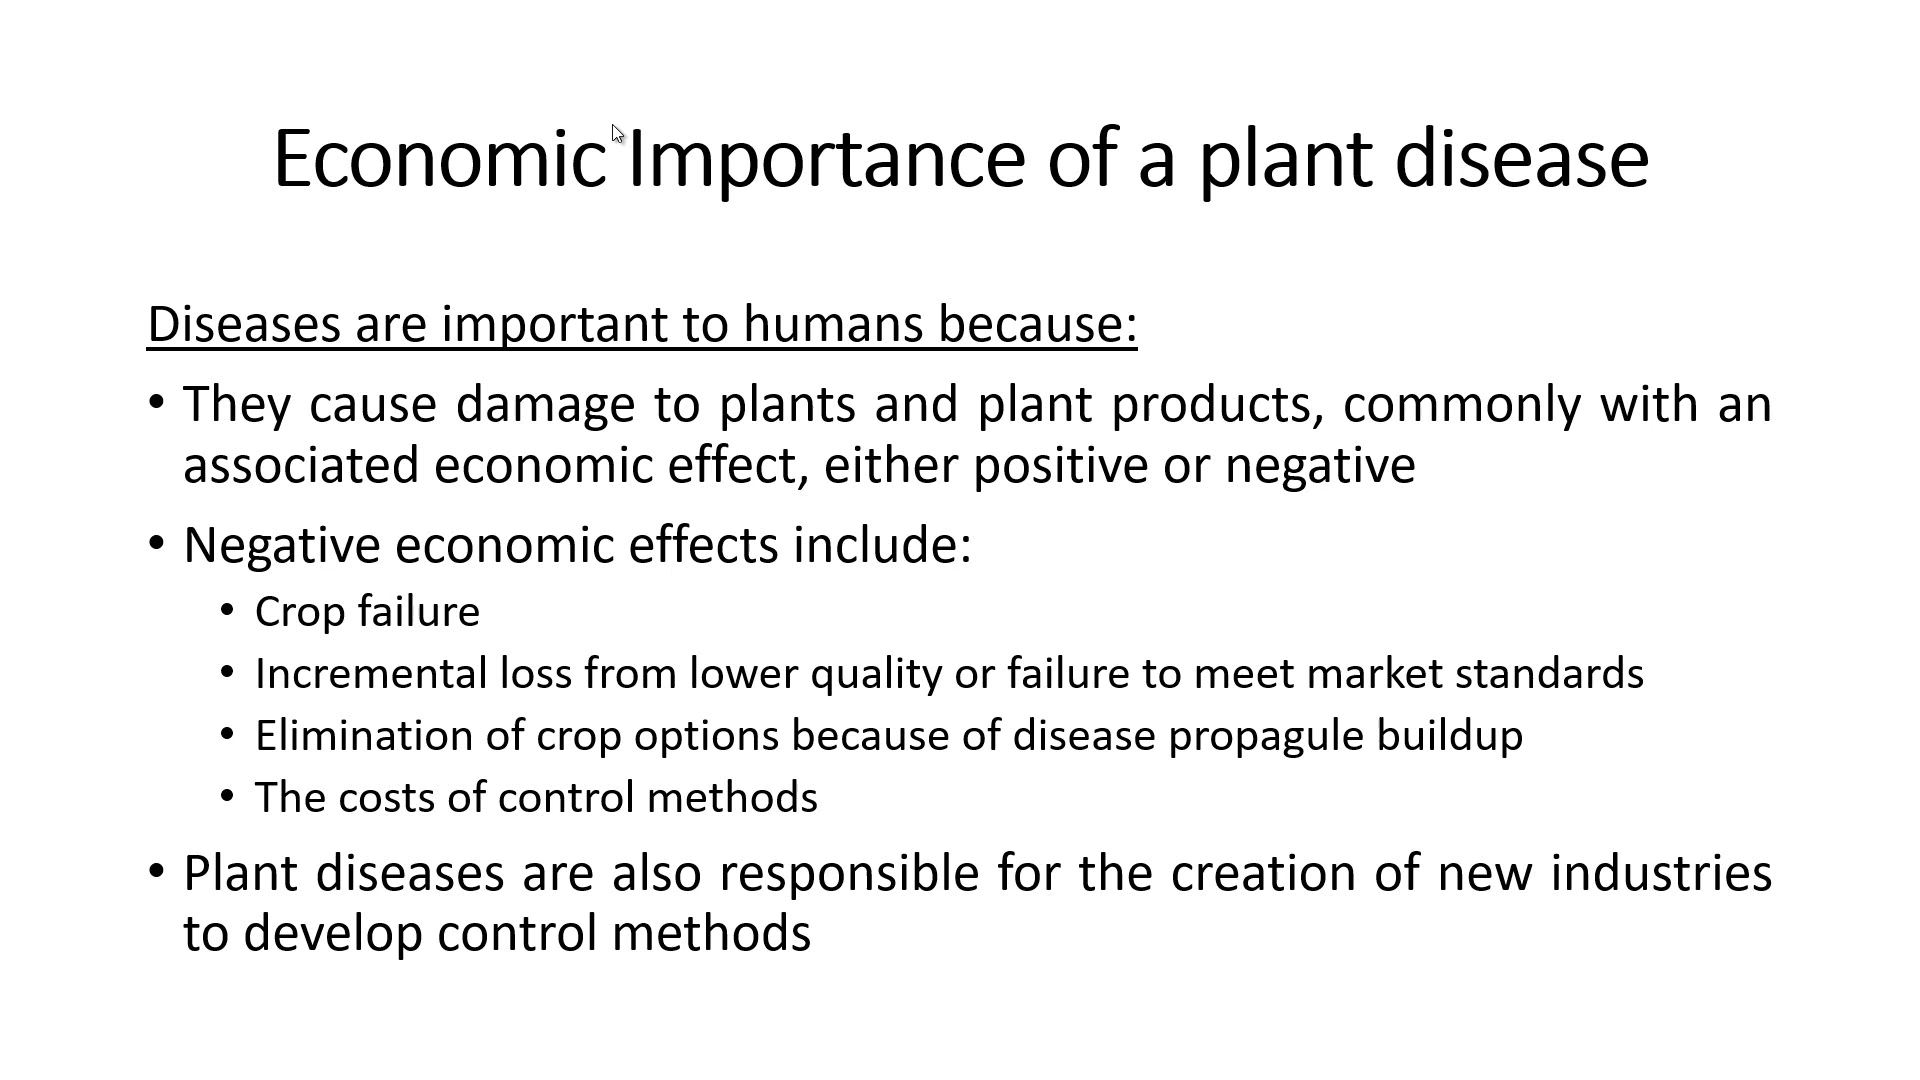 Economic Importance of a plant disease
Diseases are important to humans because:
• They cause damage to plants and plant products, commonly with an
associated economic effect, either positive or negative
• Negative economic effects include:
• Crop failure
• Incremental loss from lower quality or failure to meet market standards
• Elimination of crop options because of disease propagule buildup
• The costs of control methods
• Plant diseases are also responsible for the creation of new industries
to develop control methods